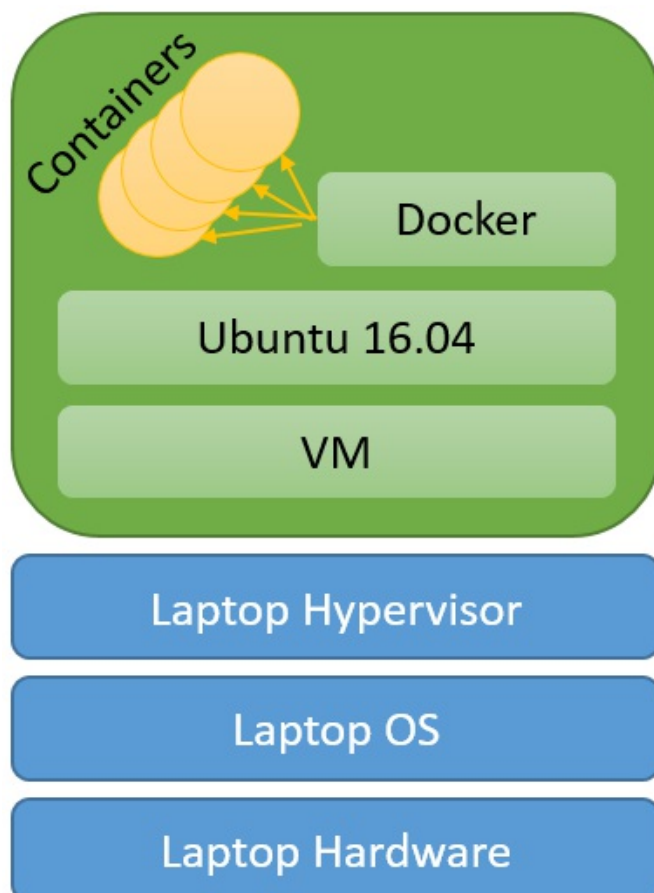 Containers
Docker
Ubuntu 16.04
VM
Laptop Hypervisor
Laptop OS
Laptop Hardware